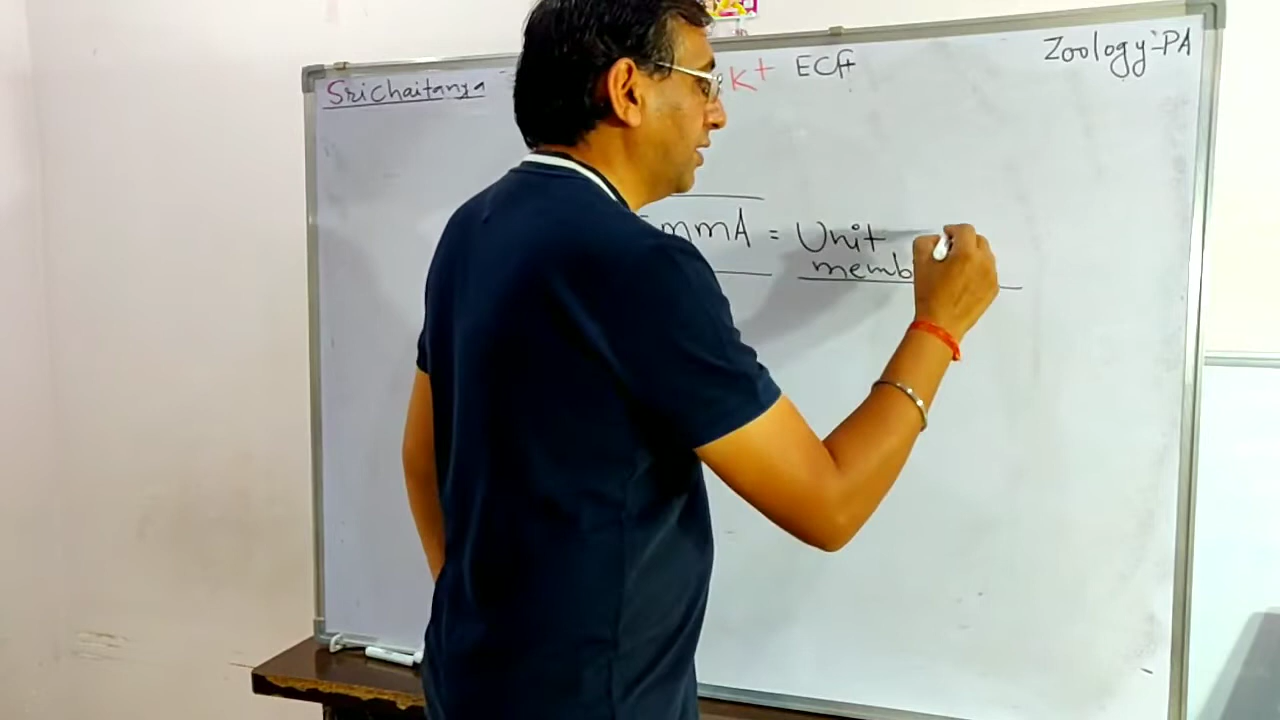 Srichaitanya
K+ ECF
Zoology-PA
mmA = Unit
memb